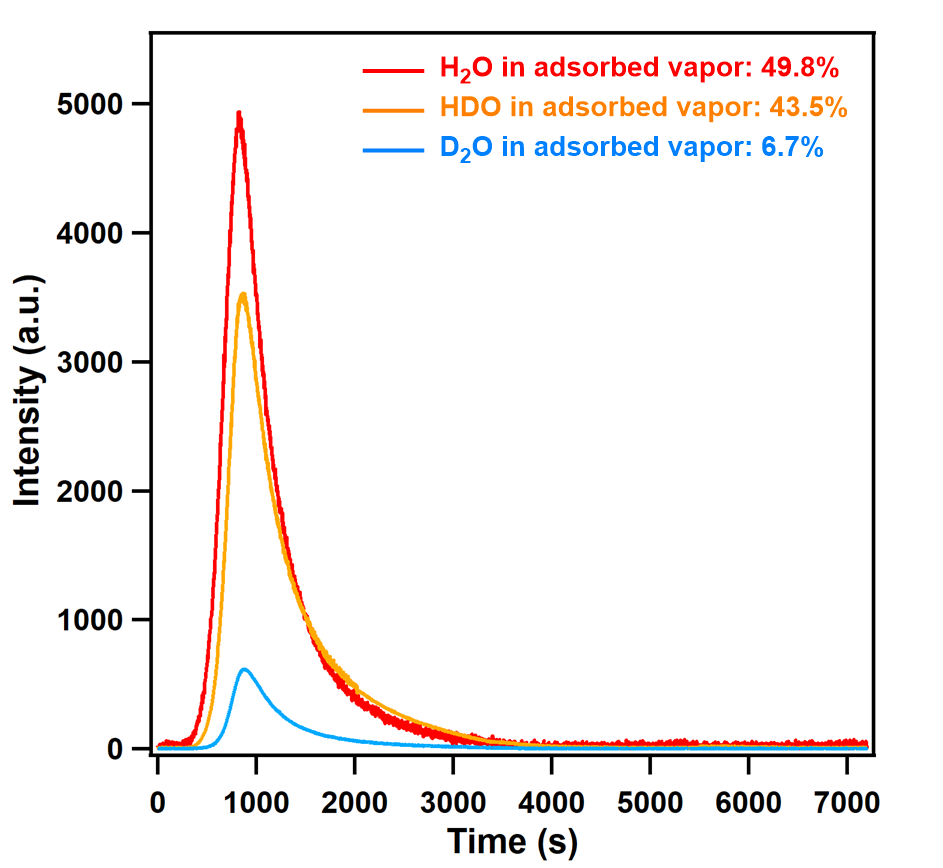 H₂O in adsorbed vapor: 49.8%
HDO in adsorbed vapor: 43.5%
D₂O in adsorbed vapor: 6.7%
Intensity (a.u.)
5000
4000
3000
2000
1000
0
0 1000 2000 3000 4000 5000 6000 7000
Time (s)